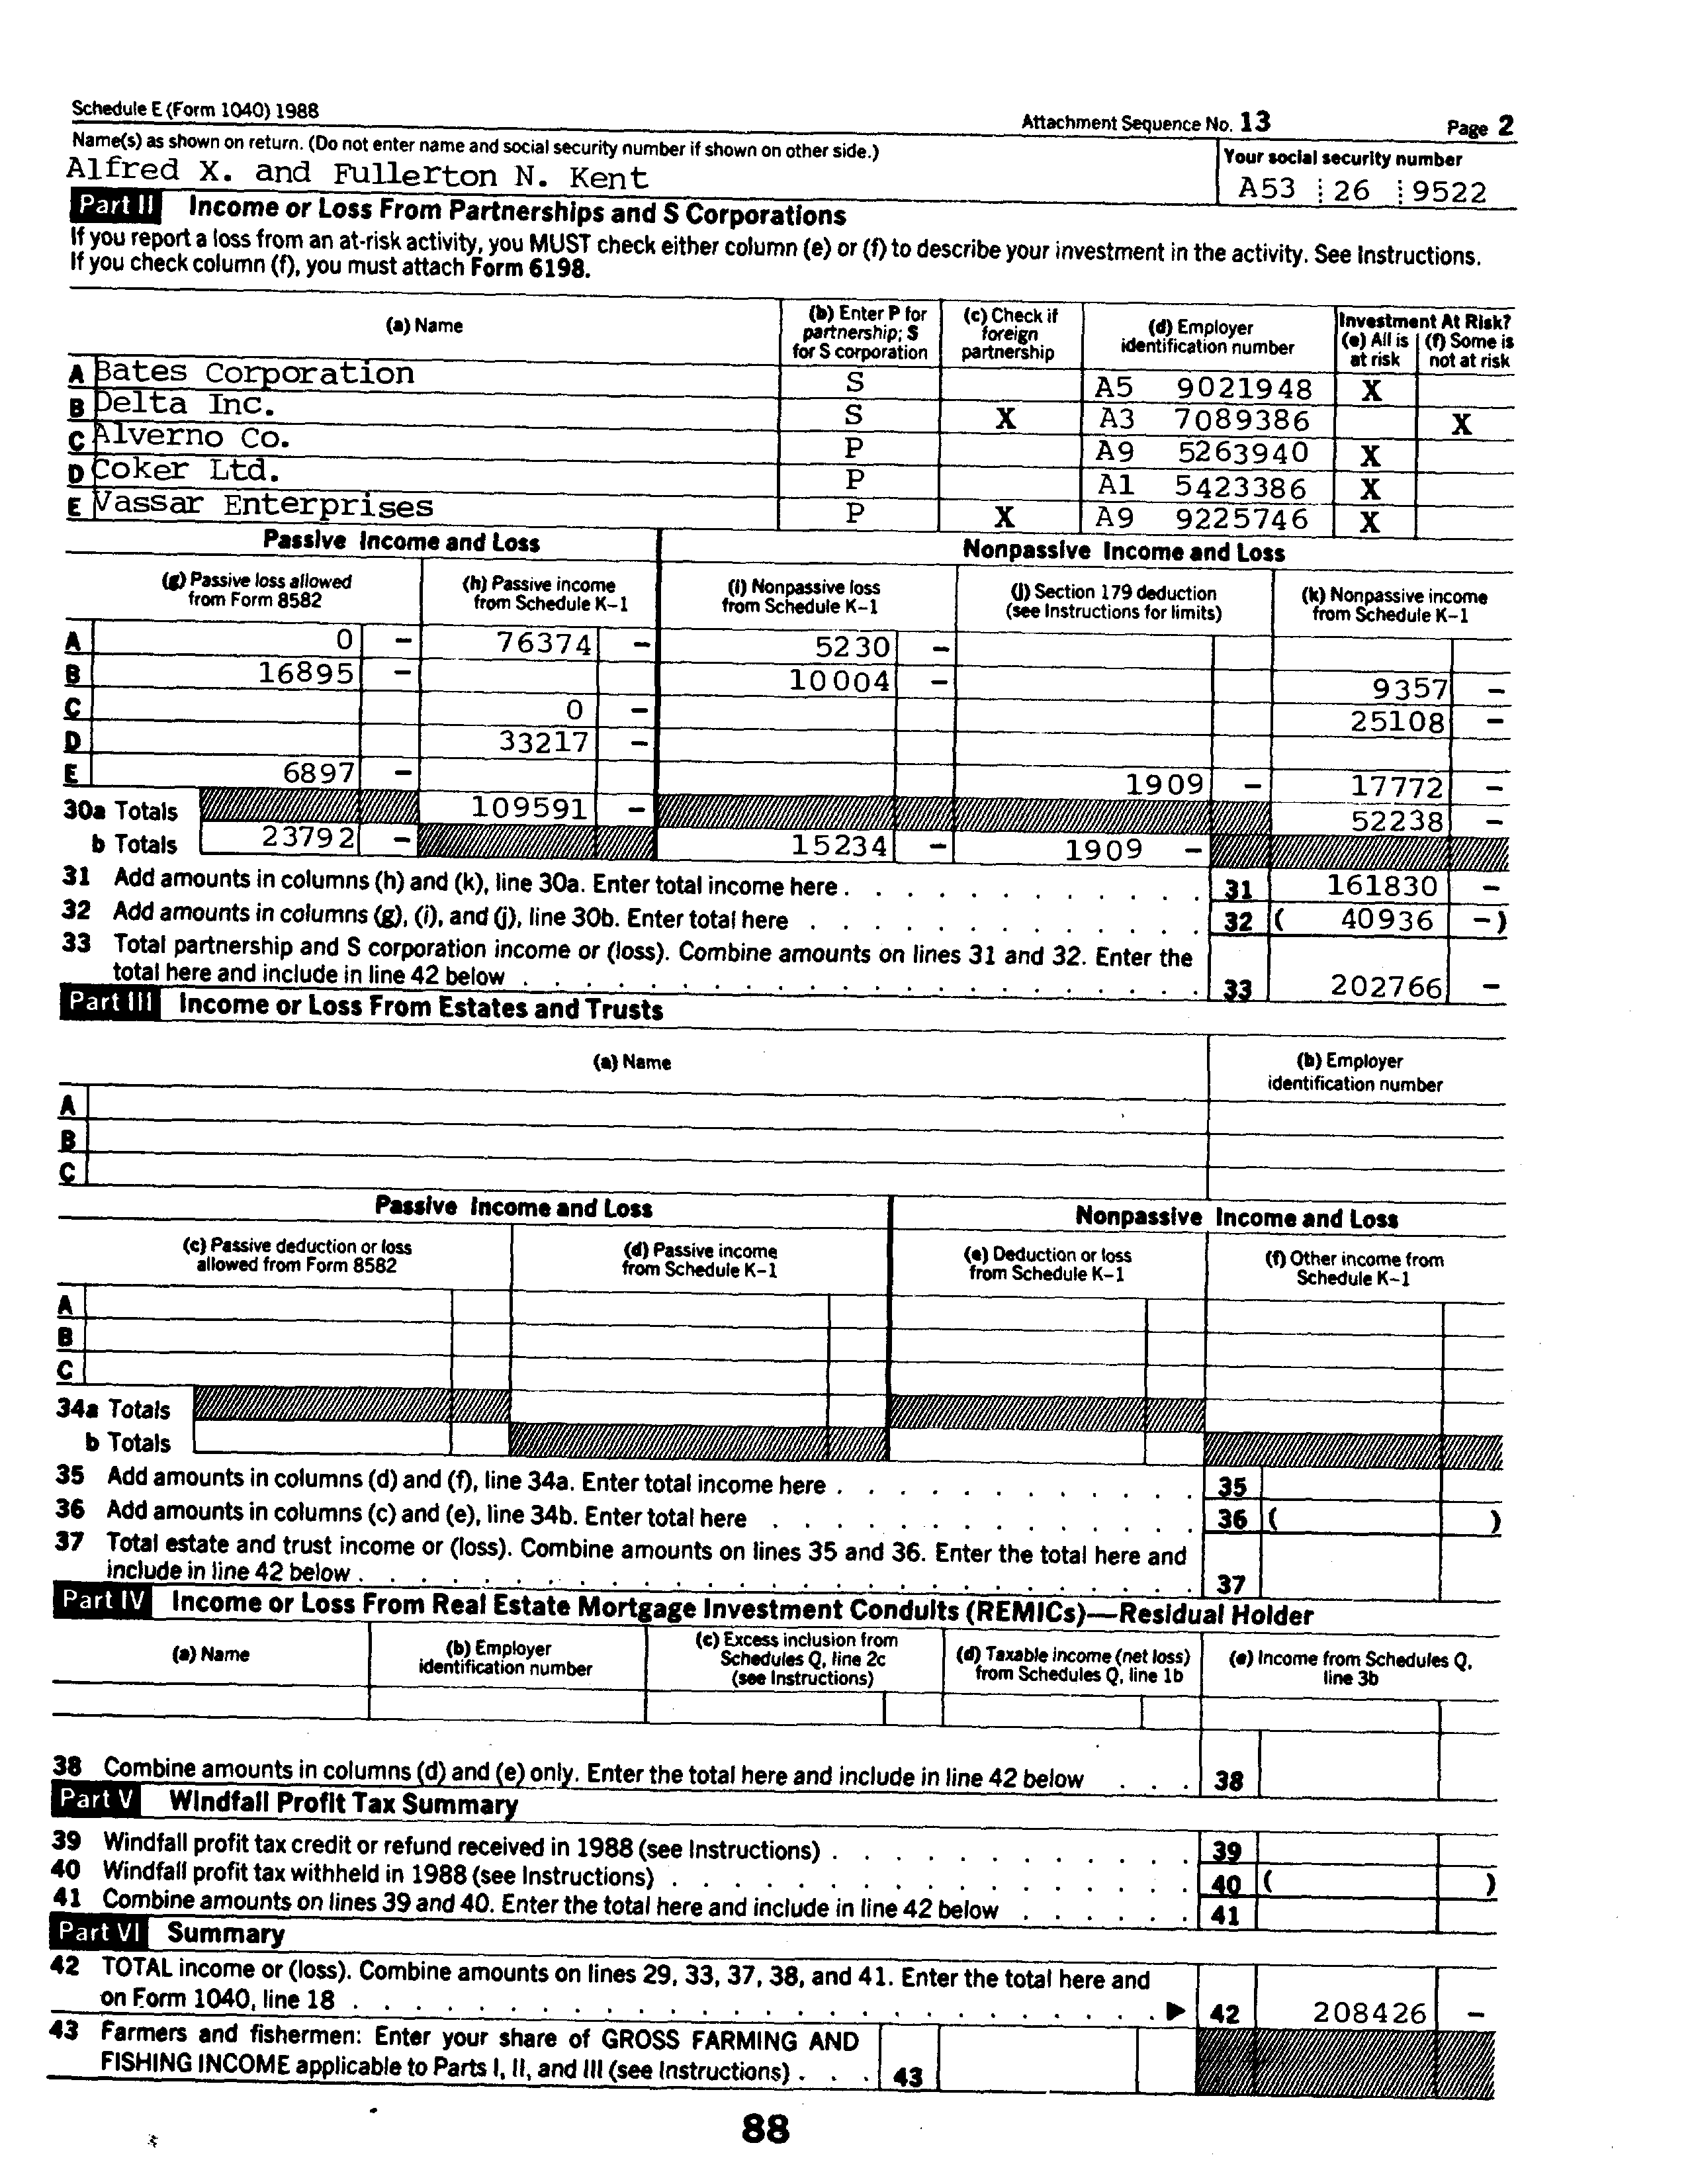 Schedule E (Form 1040) 1988 Attachment Sequence No. 13 Page 2
Name(s) as shown on return. (Do not enter name and social security number if shown on other side.) Your social security number
Alfred X. and Fullerton N. Kent A53 26 9522
Part II Income or Loss From Partnerships and S Corporations
If you report a loss from an at-risk activity, you MUST check either column (e) or (f) to describe your investment in the activity. See Instructions.
If you check column (f), you must attach Form 6198.
(a) Name (b) Enter P for partnership; S for S corporation (c) Check if foreign partnership (d) Employer identification number Investment At Risk? (e) All is at risk (f) Some is not at risk
A Bates Corporation S A5 9021948 X
B Delta Inc. S X A3 7089386 X
C Alverno Co. P A9 5263940 X
D Coker Ltd. P A1 5423386 X
E Vassar Enterprises P X A9 9225746 X
Passive Income and Loss Nonpassive Income and Loss
(g) Passive loss allowed from Form 8582 (h) Passive income from Schedule K-1 (i) Nonpassive loss from Schedule K-1 (j) Section 179 deduction (see Instructions for limits) (k) Nonpassive income from Schedule K-1
A 0 - 76374 - 5230 -
B 16895 - 10004 - 9357 -
C 0 - 25108 -
D 33217 -
E 6897 - 1909 - 17772 -
30a Totals 109591 - 52238 -
b Totals 23792 - 15234 - 1909 -
31 Add amounts in columns (h) and (k), line 30a. Enter total income here . . . 31 161830 -
32 Add amounts in columns (g), (i), and (j), line 30b. Enter total here . . . 32 ( 40936 - )
33 Total partnership and S corporation income or (loss). Combine amounts on lines 31 and 32. Enter the
total here and include in line 42 below . . . 33 202766 -
Part III Income or Loss From Estates and Trusts
(a) Name (b) Employer identification number
A
B
C
Passive Income and Loss Nonpassive Income and Loss
(c) Passive deduction or loss allowed from Form 8582 (d) Passive income from Schedule K-1 (e) Deduction or loss from Schedule K-1 (f) Other income from Schedule K-1
A
B
C
34a Totals
b Totals
35 Add amounts in columns (d) and (f), line 34a. Enter total income here . . . 35
36 Add amounts in columns (c) and (e), line 34b. Enter total here . . . 36 ( )
37 Total estate and trust income or (loss). Combine amounts on lines 35 and 36. Enter the total here and
include in line 42 below . . . 37
Part IV Income or Loss From Real Estate Mortgage Investment Conduits (REMICs)—Residual Holder
(a) Name (b) Employer identification number (c) Excess inclusion from Schedules Q, line 2c (see Instructions) (d) Taxable income (net loss) from Schedules Q, line 1b (e) Income from Schedules Q, line 3b
38 Combine amounts in columns (d) and (e) only. Enter the total here and include in line 42 below . . . 38
Part V Windfall Profit Tax Summary
39 Windfall profit tax credit or refund received in 1988 (see Instructions) . . . 39
40 Windfall profit tax withheld in 1988 (see Instructions) . . . 40 ( )
41 Combine amounts on lines 39 and 40. Enter the total here and include in line 42 below . . . 41
Part VI Summary
42 TOTAL income or (loss). Combine amounts on lines 29, 33, 37, 38, and 41. Enter the total here and
on Form 1040, line 18 . . . ▶ 42 208426 -
43 Farmers and fishermen: Enter your share of GROSS FARMING AND
FISHING INCOME applicable to Parts I, II, and III (see Instructions) . . . 43
88